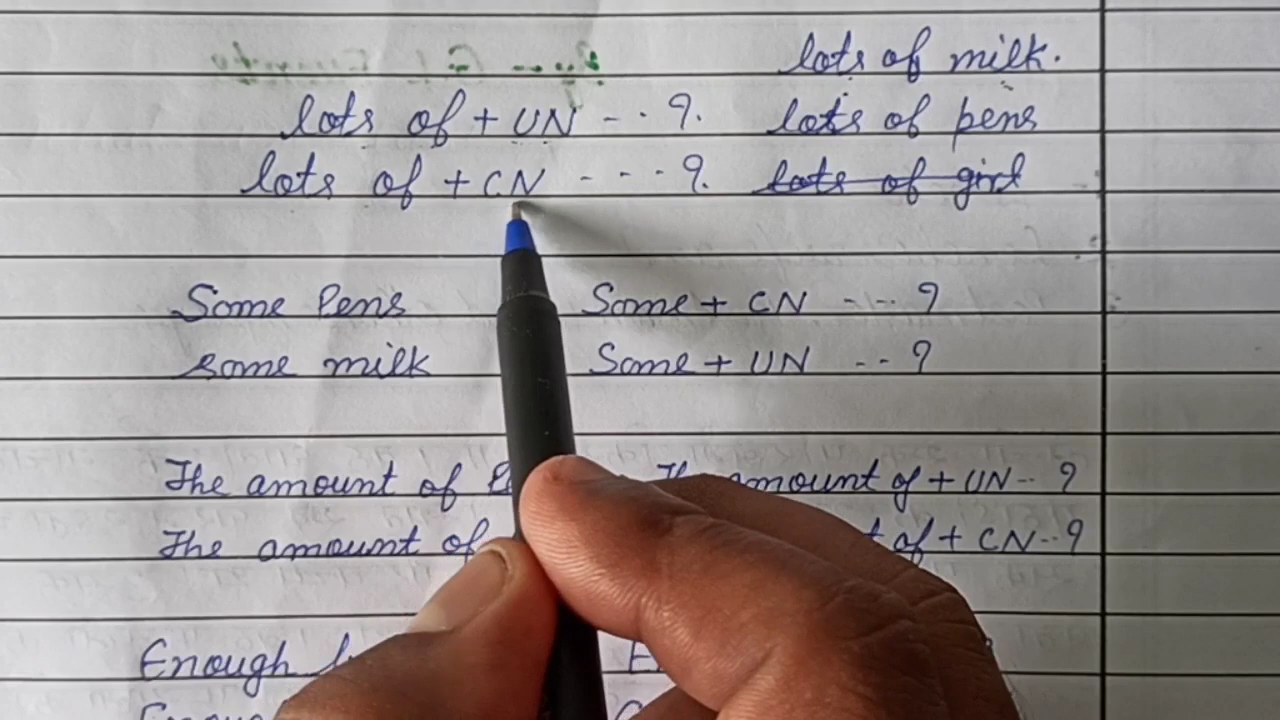 lots of milk.
lots of + UN - - ?. lots of pens
lots of + CN - - - ?. lots of girl
Some Pens Some + CN - - - ?
some milk Some + UN - - ?
The amount of amount of + UN - - ?
The amount of of + CN - - ?
Enough